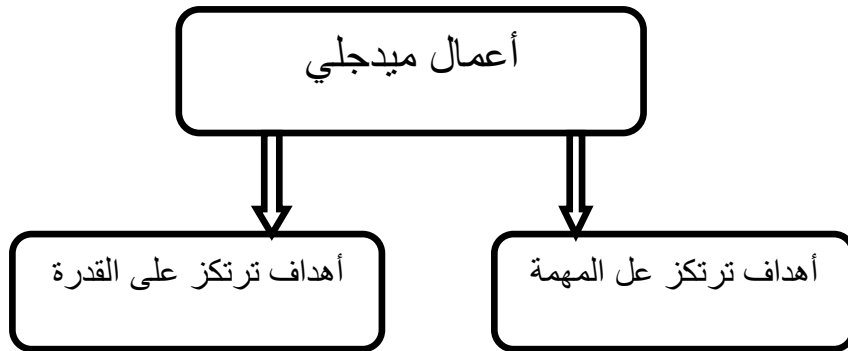 أعمال ميدجلي
أهداف ترتكز عل المهمة
أهداف ترتكز على القدرة